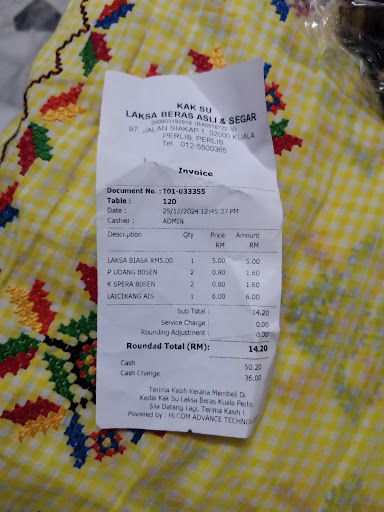 KAK SU
LAKSA BERAS ASLI & SEGAR
97, JALAN SIAKAP 1, 02000 KUALA
PERLIS, PERLIS
Tel : 012-5500365
Invoice
Document No. : T01-033355
Table : 120
Date : 25/12/2024 12:45:37 PM
Cashier : ADMIN
Description Qty Price Amount
RM RM
LAKSA BIASA RM5.00 1 5.00 5.00
P UDANG 80SEN 2 0.80 1.60
K SPERA 80SEN 2 0.80 1.60
LAICIKANG AIS 1 6.00 6.00
Sub Total : 14.20
Service Charge : 0.00
Rounding Adjustment : 0.00
Rounded Total (RM): 14.20
Cash 50.20
Cash Change 36.00
Terima Kasih Kerana Membeli Di
Kedai Kak Su Laksa Beras Kuala Perlis
Sila Datang Lagi, Terima Kasih !
Powered by : HLCOM ADVANCE